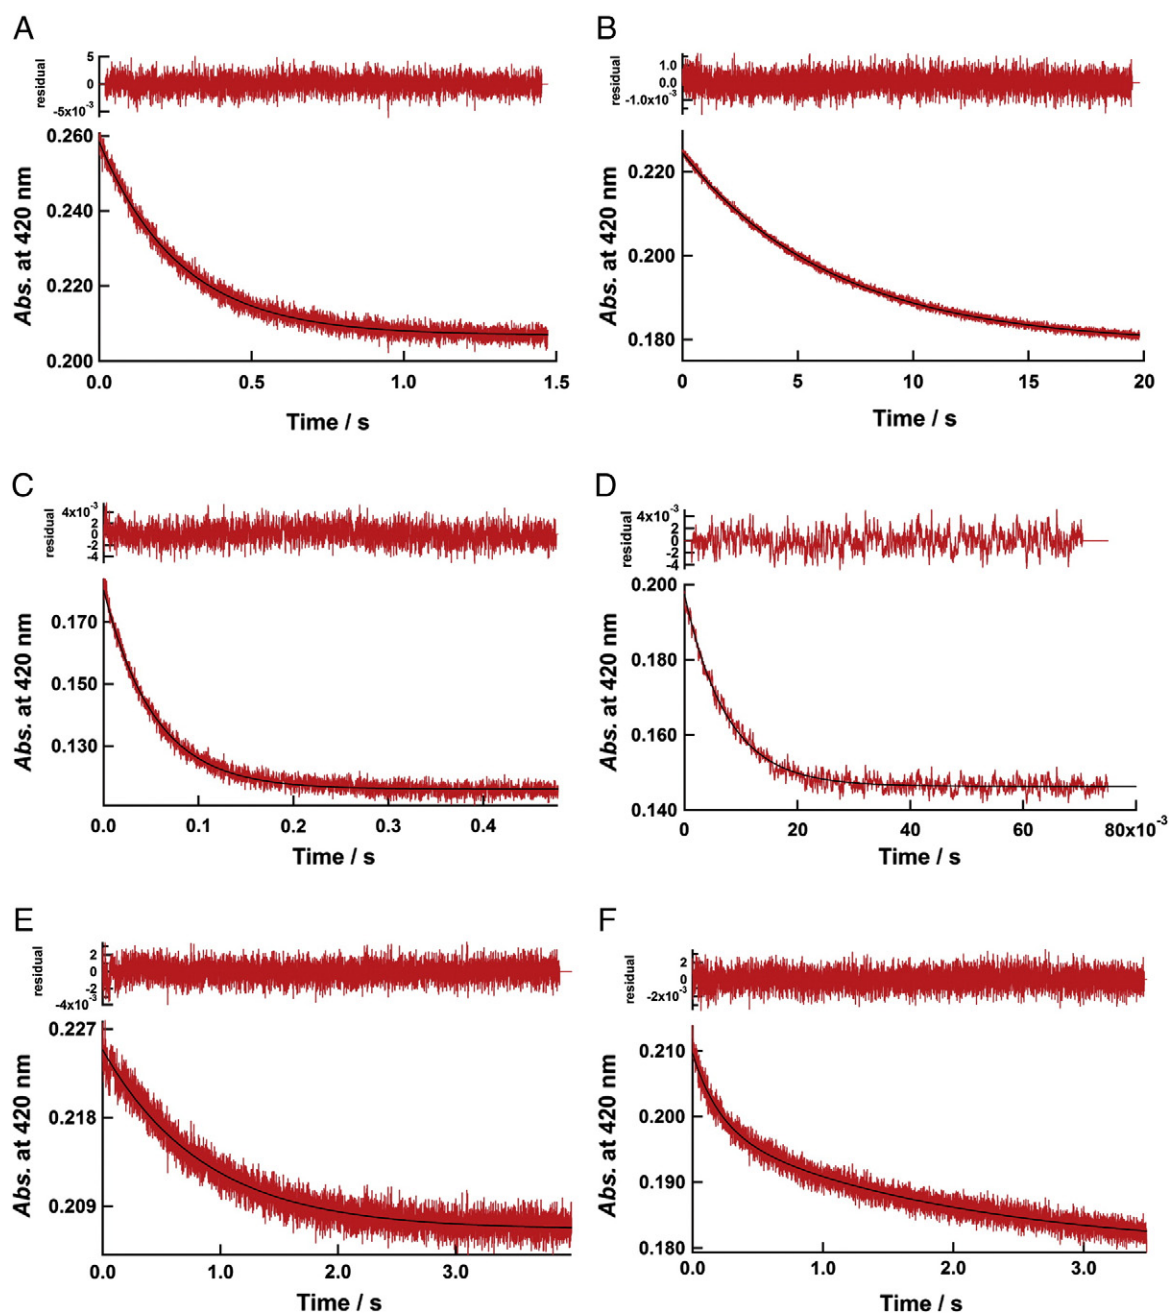 A
residual
5
0
-5x10-3
Abs. at 420 nm
0.260
0.240
0.220
0.200
0.0 0.5 1.0 1.5
Time / s
B
residual
1.0
0.0
-1.0x10-3
Abs. at 420 nm
0.220
0.200
0.180
0 5 10 15 20
Time / s
C
residual
4x10-3
2
0
-2
-4
Abs. at 420 nm
0.170
0.150
0.130
0.0 0.1 0.2 0.3 0.4
Time / s
D
residual
4x10-3
2
0
-2
-4
Abs. at 420 nm
0.200
0.180
0.160
0.140
0 20 40 60 80x10-3
Time / s
E
residual
2
0
-2
-4x10-3
Abs. at 420 nm
0.227
0.218
0.209
0.0 1.0 2.0 3.0
Time / s
F
residual
2
0
-2x10-3
Abs. at 420 nm
0.210
0.200
0.190
0.180
0.0 1.0 2.0 3.0
Time / s